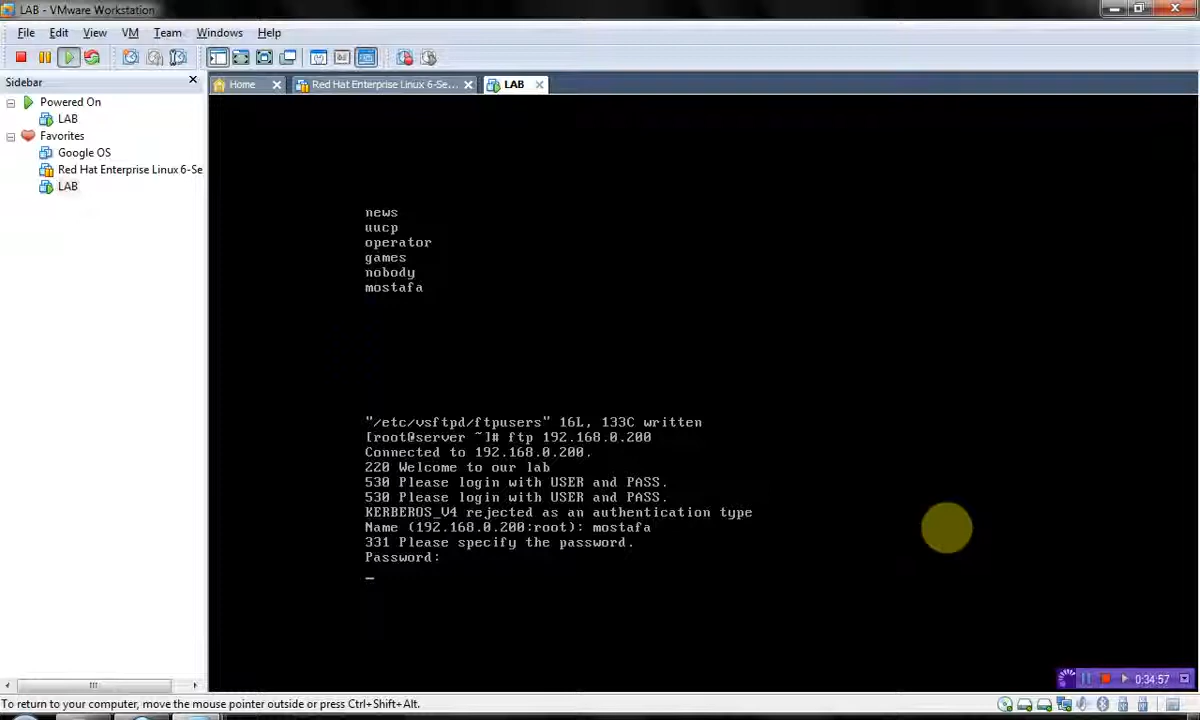 LAB - VMware Workstation
File Edit View VM Team Windows Help
Sidebar
Home
Red Hat Enterprise Linux 6-Se...
LAB
Powered On
LAB
Favorites
Google OS
Red Hat Enterprise Linux 6-Se
LAB
news
uucp
operator
games
nobody
mostafa
"/etc/vsftpd/ftpusers" 16L, 133C written
[root@server ~]# ftp 192.168.0.200
Connected to 192.168.0.200.
220 Welcome to our lab
530 Please login with USER and PASS.
530 Please login with USER and PASS.
KERBEROS_V4 rejected as an authentication type
Name (192.168.0.200:root): mostafa
331 Please specify the password.
Password:
0:34:57
To return to your computer, move the mouse pointer outside or press Ctrl+Shift+Alt.